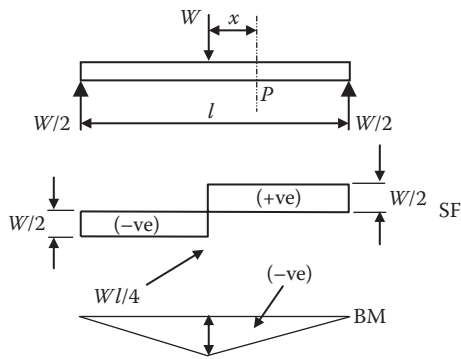 W x
P
l
W/2 W/2
(+ve)
W/2 SF
W/2 (–ve)
(–ve)
Wl/4
BM